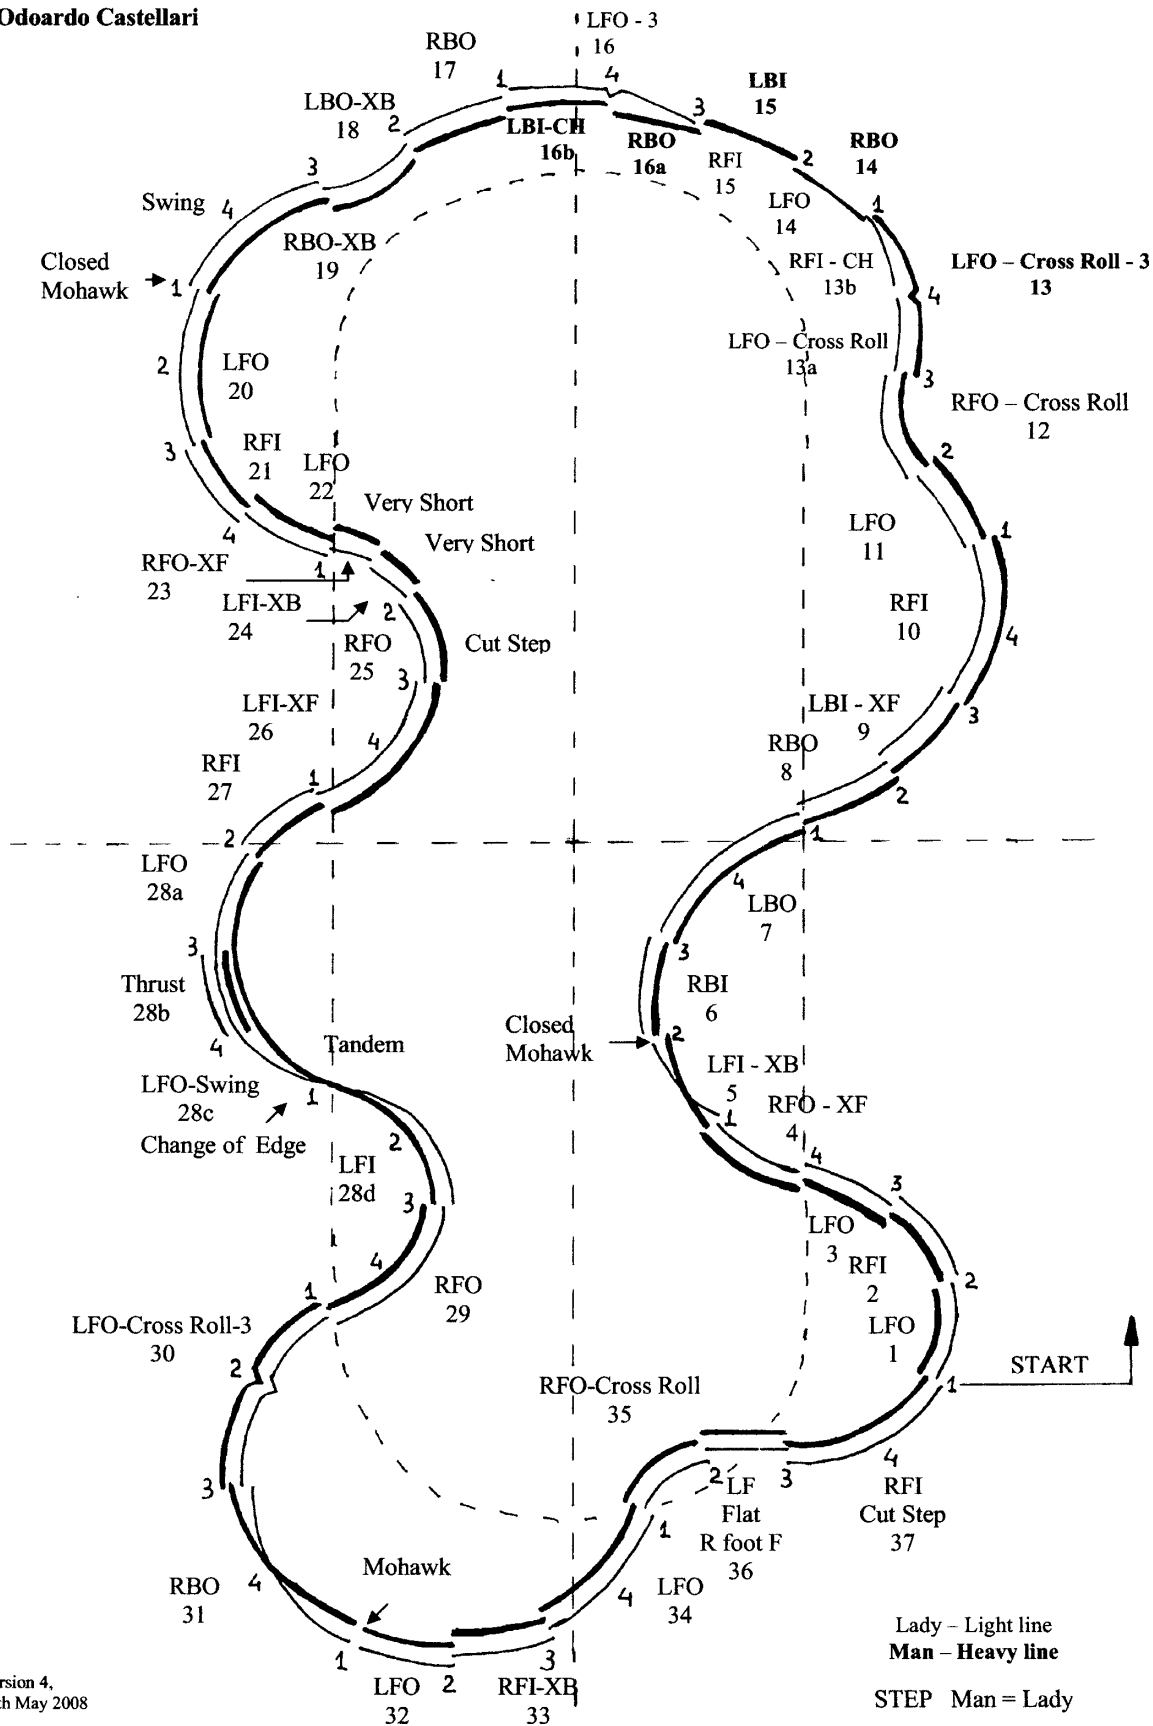 Odoardo Castellari
LFO - 3
16
RBO
17
1
4
LBI
15
LBO-XB
18
2
3
LBI-CH
16b
RBO
16a
RFI
15
2
RBO
14
3
Swing
4
LFO
14
1
RBO-XB
19
Closed
Mohawk
1
RFI - CH
13b
LFO – Cross Roll - 3
13
4
2
LFO
20
LFO – Cross Roll
13a
3
RFO – Cross Roll
12
3
RFI
21
LFO
22
2
Very Short
4
Very Short
LFO
11
1
RFO-XF
23
1
LFI-XB
24
2
RFI
10
4
RFO
25
Cut Step
3
LFI-XF
26
LBI - XF
9
3
4
RBO
8
RFI
27
1
2
2
1
LFO
28a
4
LBO
7
3
3
Thrust
28b
RBI
6
4
Closed
Mohawk
2
Tandem
LFO-Swing
28c
1
LFI - XB
5
1
RFO - XF
4
Change of Edge
2
4
LFI
28d
3
3
LFO
3
RFI
2
2
4
RFO
29
1
LFO-Cross Roll-3
30
LFO
1
2
START
1
RFO-Cross Roll
35
3
2
3
4
LF
Flat
R foot F
36
RFI
Cut Step
37
1
Mohawk
4
RBO
31
4
LFO
34
Lady – Light line
Man – Heavy line
1
3
LFO
32
2
RFI-XB
33
STEP Man = Lady
rsion 4,
th May 2008